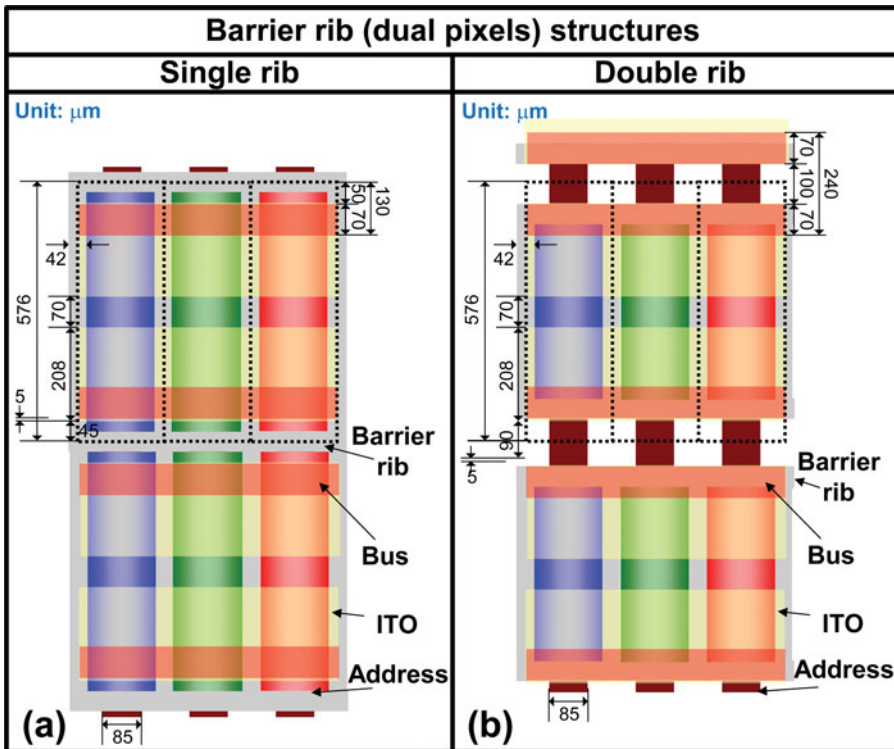 Barrier rib (dual pixels) structures
Single rib
Double rib
Unit: μm
50
70
130
42
576
70
208
5
45
Barrier
rib
Bus
ITO
Address
(a)
85
Unit: μm
70
100
70
240
42
576
70
208
90
5
Barrier
rib
Bus
ITO
Address
(b)
85